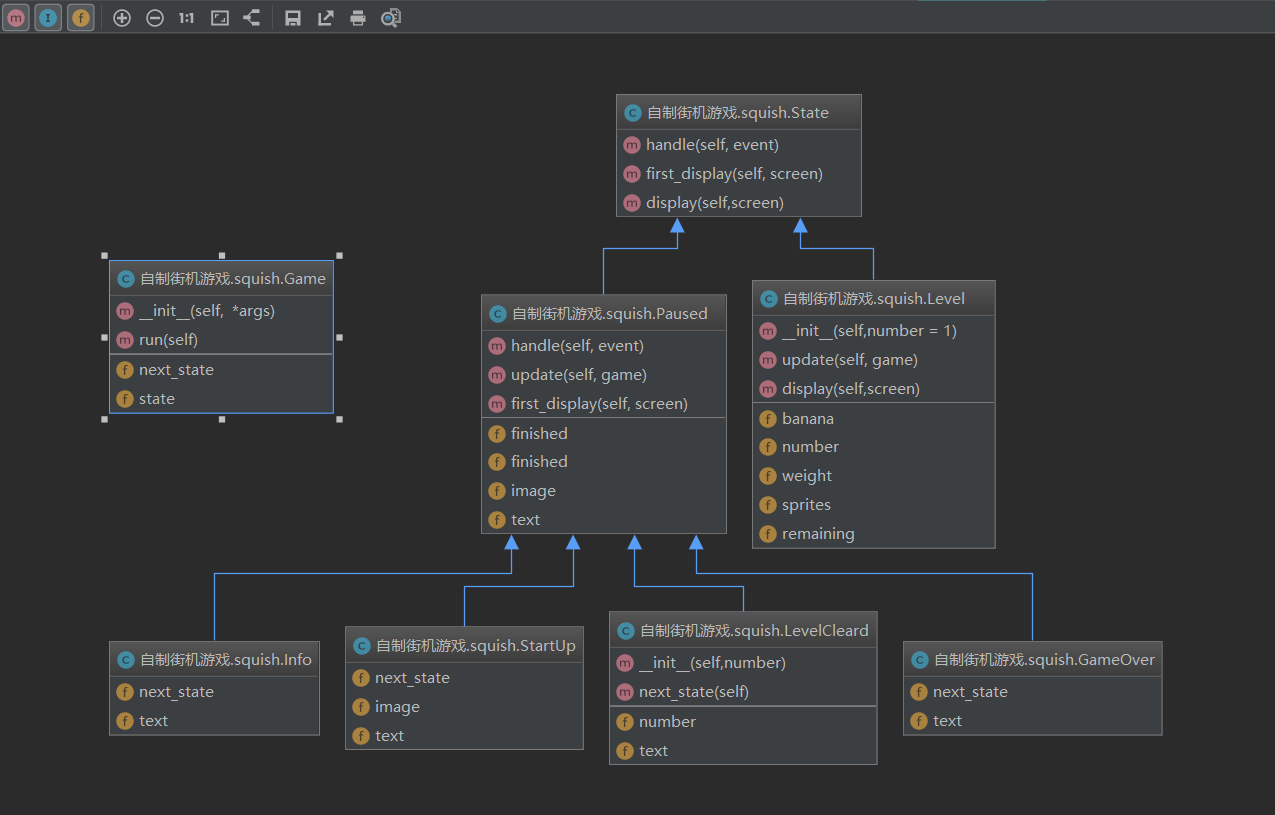 m I f 1:1
C 自制街机游戏.squish.State
m handle(self, event)
m first_display(self, screen)
m display(self,screen)
C 自制街机游戏.squish.Game
m __init__(self, *args)
m run(self)
f next_state
f state
C 自制街机游戏.squish.Paused
m handle(self, event)
m update(self, game)
m first_display(self, screen)
f finished
f finished
f image
f text
C 自制街机游戏.squish.Level
m __init__(self,number = 1)
m update(self, game)
m display(self,screen)
f banana
f number
f weight
f sprites
f remaining
C 自制街机游戏.squish.Info
f next_state
f text
C 自制街机游戏.squish.StartUp
f next_state
f image
f text
C 自制街机游戏.squish.LevelCleard
m __init__(self,number)
m next_state(self)
f number
f text
C 自制街机游戏.squish.GameOver
f next_state
f text